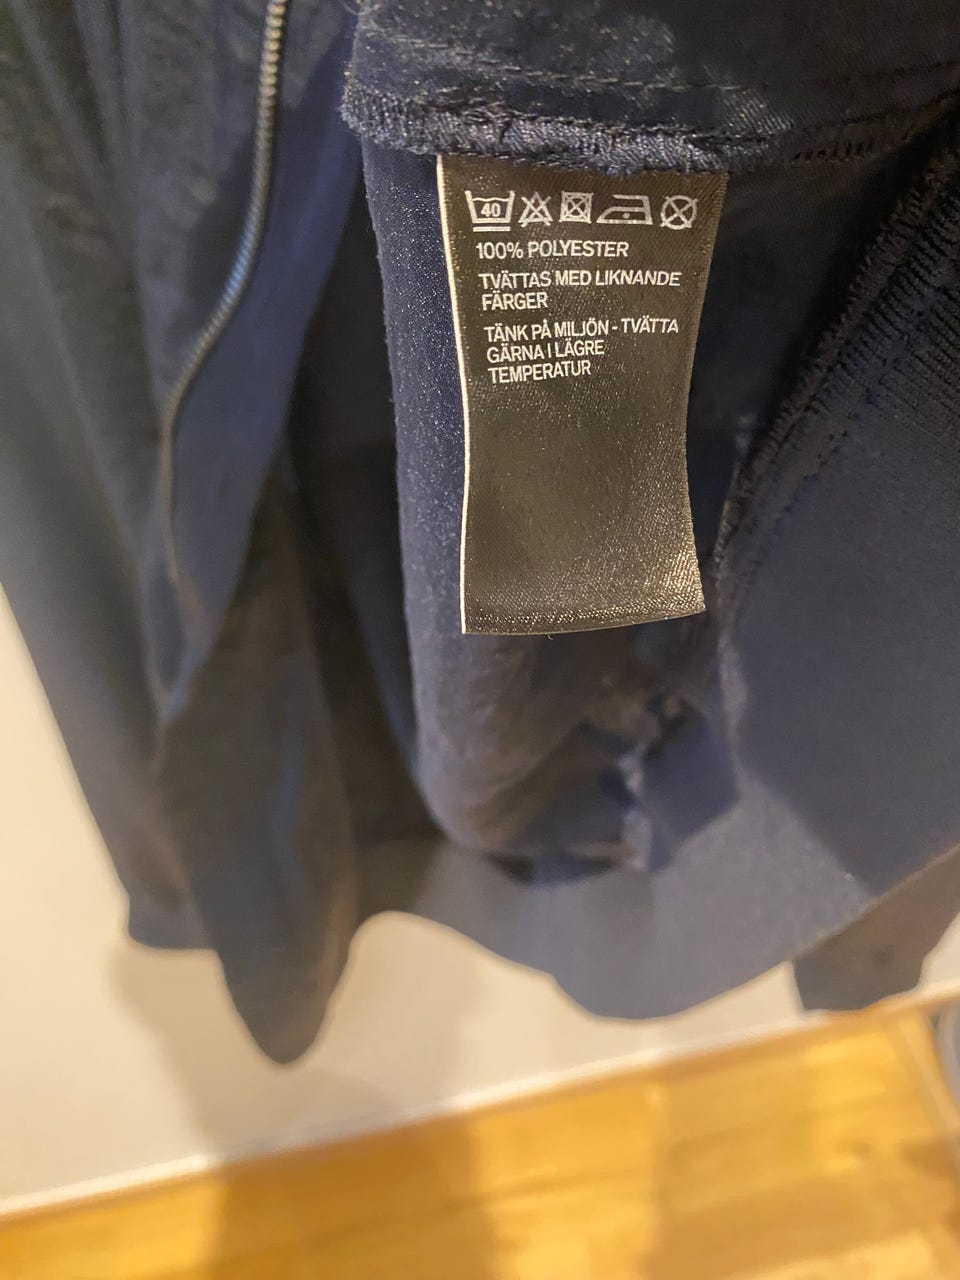 40
100% POLYESTER
TVÄTTAS MED LIKNANDE
FÄRGER
TÄNK PÅ MILJÖN - TVÄTTA
GÄRNA I LÄGRE
TEMPERATUR